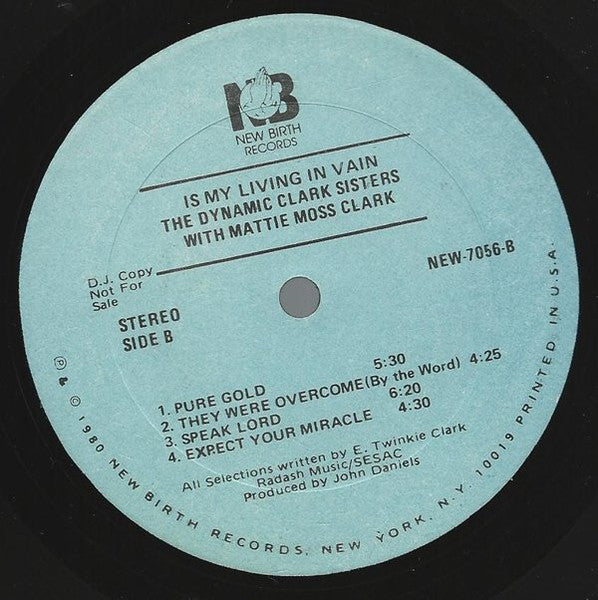 NB
NEW BIRTH
RECORDS
IS MY LIVING IN VAIN
THE DYNAMIC CLARK SISTERS
WITH MATTIE MOSS CLARK
D.J. Copy
Not For
Sale
NEW-7056-B
STEREO
SIDE B
1. PURE GOLD 5:30
2. THEY WERE OVERCOME(By the Word) 4:25
3. SPEAK LORD 6:20
4. EXPECT YOUR MIRACLE 4:30
All Selections written by E. Twinkie Clark
Radash Music/SESAC
Produced by John Daniels
℗ & © 1980 NEW BIRTH RECORDS, NEW YORK, N.Y. 10019 PRINTED IN U.S.A.